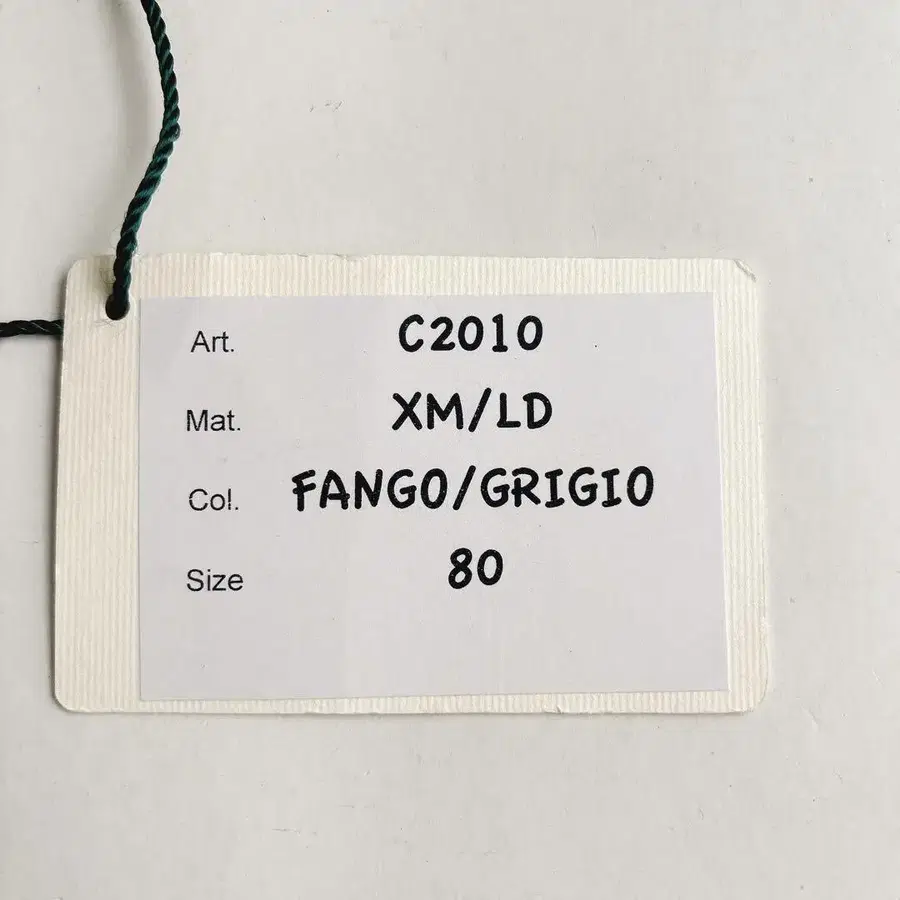 Art. C2010
Mat. XM/LD
Col. FANGO/GRIGIO
Size 80